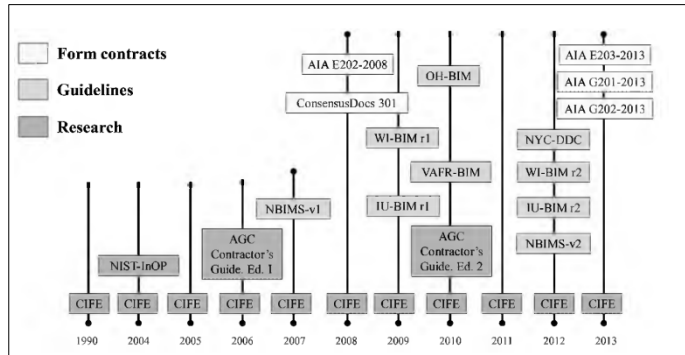 Form contracts
Guidelines
Research
AIA E202-2008
ConsensusDocs 301
OH-BIM
AIA E203-2013
AIA G201-2013
AIA G202-2013
WI-BIM r1
NYC-DDC
VAFR-BIM
WI-BIM r2
NBIMS-v1
IU-BIM r1
IU-BIM r2
AGC
Contractor's
Guide. Ed. 1
AGC
Contractor's
Guide. Ed. 2
NBIMS-v2
NIST-InOP
CIFE CIFE CIFE CIFE CIFE CIFE CIFE CIFE CIFE CIFE CIFE
1990 2004 2005 2006 2007 2008 2009 2010 2011 2012 2013